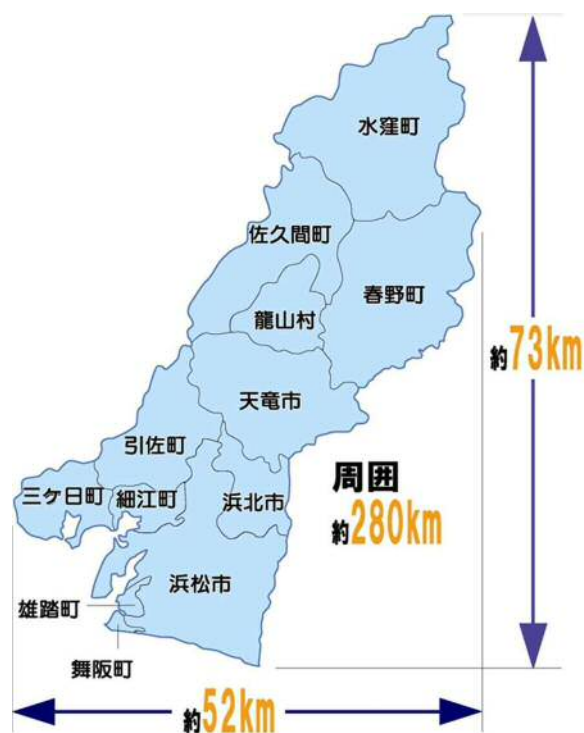 水窪町
佐久間町
春野町
龍山村
約73km
天竜市
引佐町
周囲
約280km
三ケ日町
細江町
浜北市
浜松市
雄踏町
舞阪町
約52km